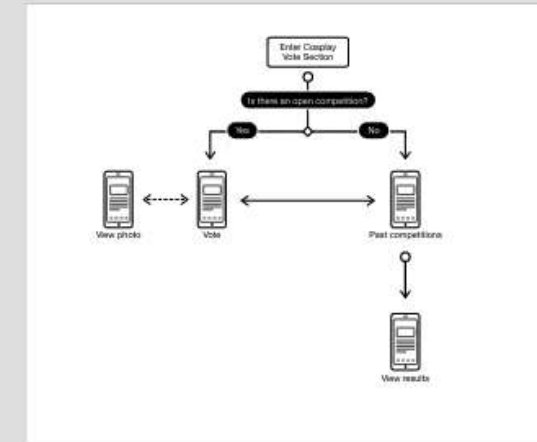 Enter Cosplay
Vote Section
Is there an open competition?
Yes
No
View photo
Vote
Past competitions
View results